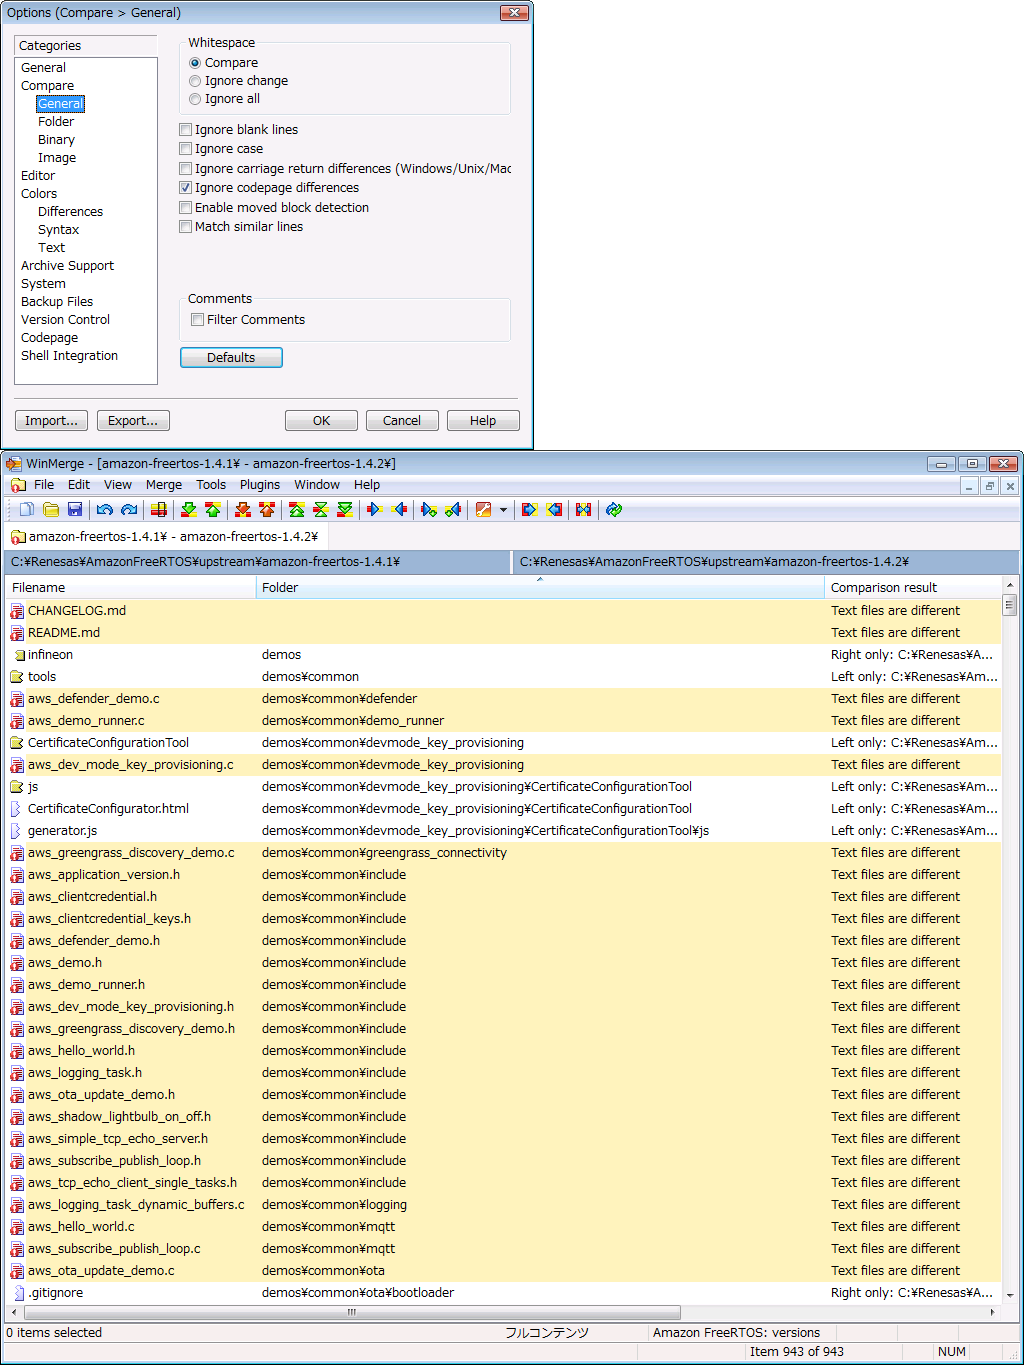 Options (Compare > General)
Categories
General
Compare
General
Folder
Binary
Image
Editor
Colors
Differences
Syntax
Text
Archive Support
System
Backup Files
Version Control
Codepage
Shell Integration
Whitespace
Compare
Ignore change
Ignore all
Ignore blank lines
Ignore case
Ignore carriage return differences (Windows/Unix/Mac
Ignore codepage differences
Enable moved block detection
Match similar lines
Comments
Filter Comments
Defaults
Import... Export... OK Cancel Help
WinMerge - [amazon-freertos-1.4.1¥ - amazon-freertos-1.4.2¥]
File Edit View Merge Tools Plugins Window Help
amazon-freertos-1.4.1¥ - amazon-freertos-1.4.2¥
C:¥Renesas¥AmazonFreeRTOS¥upstream¥amazon-freertos-1.4.1¥ C:¥Renesas¥AmazonFreeRTOS¥upstream¥amazon-freertos-1.4.2¥
Filename Folder Comparison result
CHANGELOG.md Text files are different
README.md Text files are different
infineon demos Right only: C:¥Renesas¥A...
tools demos¥common Left only: C:¥Renesas¥Am...
aws_defender_demo.c demos¥common¥defender Text files are different
aws_demo_runner.c demos¥common¥demo_runner Text files are different
CertificateConfigurationTool demos¥common¥devmode_key_provisioning Left only: C:¥Renesas¥Am...
aws_dev_mode_key_provisioning.c demos¥common¥devmode_key_provisioning Text files are different
js demos¥common¥devmode_key_provisioning¥CertificateConfigurationTool Left only: C:¥Renesas¥Am...
CertificateConfigurator.html demos¥common¥devmode_key_provisioning¥CertificateConfigurationTool Left only: C:¥Renesas¥Am...
generator.js demos¥common¥devmode_key_provisioning¥CertificateConfigurationTool¥js Left only: C:¥Renesas¥Am...
aws_greengrass_discovery_demo.c demos¥common¥greengrass_connectivity Text files are different
aws_application_version.h demos¥common¥include Text files are different
aws_clientcredential.h demos¥common¥include Text files are different
aws_clientcredential_keys.h demos¥common¥include Text files are different
aws_defender_demo.h demos¥common¥include Text files are different
aws_demo.h demos¥common¥include Text files are different
aws_demo_runner.h demos¥common¥include Text files are different
aws_dev_mode_key_provisioning.h demos¥common¥include Text files are different
aws_greengrass_discovery_demo.h demos¥common¥include Text files are different
aws_hello_world.h demos¥common¥include Text files are different
aws_logging_task.h demos¥common¥include Text files are different
aws_ota_update_demo.h demos¥common¥include Text files are different
aws_shadow_lightbulb_on_off.h demos¥common¥include Text files are different
aws_simple_tcp_echo_server.h demos¥common¥include Text files are different
aws_subscribe_publish_loop.h demos¥common¥include Text files are different
aws_tcp_echo_client_single_tasks.h demos¥common¥include Text files are different
aws_logging_task_dynamic_buffers.c demos¥common¥logging Text files are different
aws_hello_world.c demos¥common¥mqtt Text files are different
aws_subscribe_publish_loop.c demos¥common¥mqtt Text files are different
aws_ota_update_demo.c demos¥common¥ota Text files are different
.gitignore demos¥common¥ota¥bootloader Right only: C:¥Renesas¥A...
0 items selected フルコンテンツ Amazon FreeRTOS: versions
Item 943 of 943 NUM